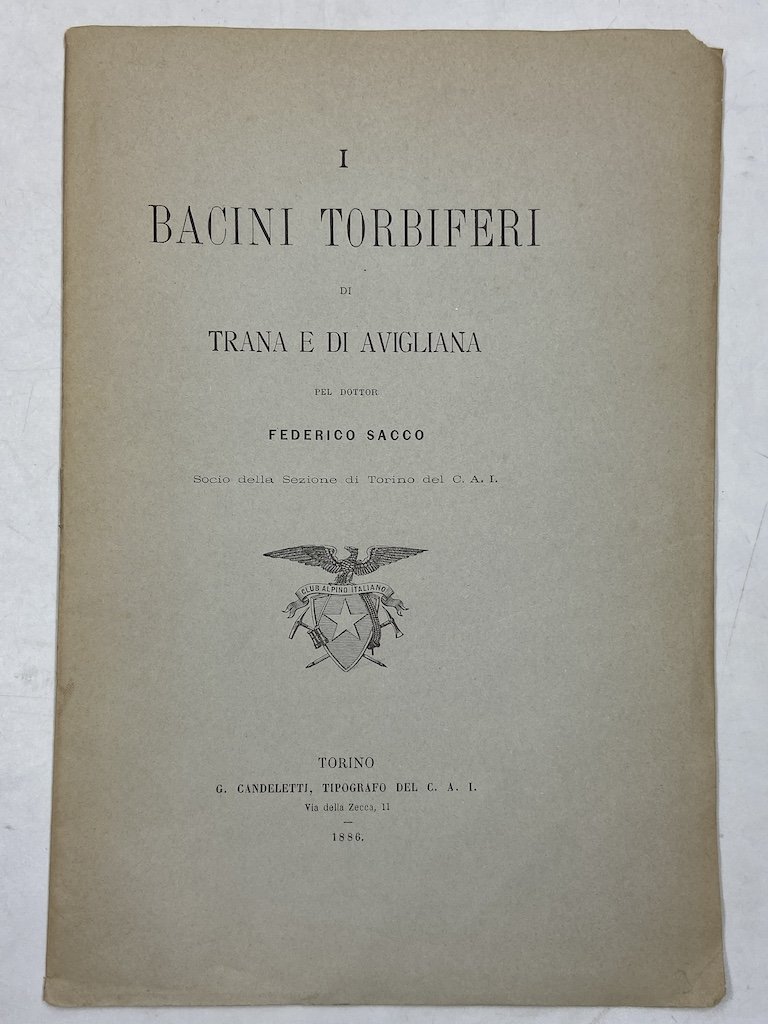 I
BACINI TORBIFERI
DI
TRANA E DI AVIGLIANA
PEL DOTTOR
FEDERICO SACCO
Socio della Sezione di Torino del C. A. I.
CLUB ALPINO ITALIANO
TORINO
G. CANDELETTI, TIPOGRAFO DEL C. A. I.
Via della Zecca, 11
1886.